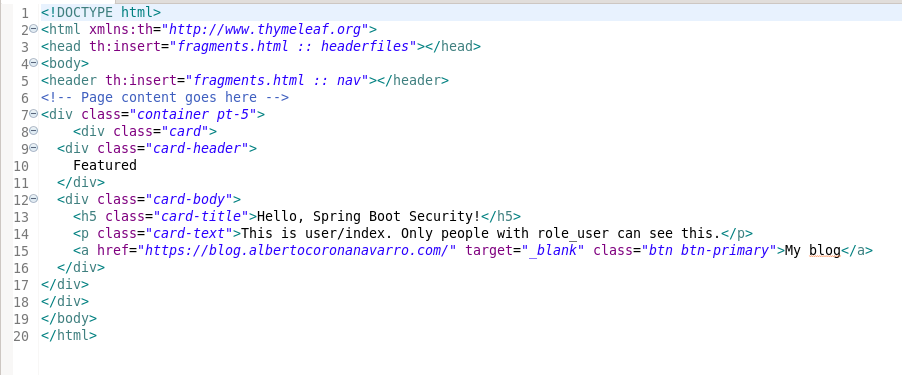 1 <!DOCTYPE html>
2 <html xmlns:th="http://www.thymeleaf.org">
3 <head th:insert="fragments.html :: headerfiles"></head>
4 <body>
5 <header th:insert="fragments.html :: nav"></header>
6 <!-- Page content goes here -->
7 <div class="container pt-5">
8     <div class="card">
9   <div class="card-header">
10     Featured
11   </div>
12   <div class="card-body">
13     <h5 class="card-title">Hello, Spring Boot Security!</h5>
14     <p class="card-text">This is user/index. Only people with role_user can see this.</p>
15     <a href="https://blog.albertocoronanavarro.com/" target="_blank" class="btn btn-primary">My blog</a>
16   </div>
17 </div>
18 </div>
19 </body>
20 </html>